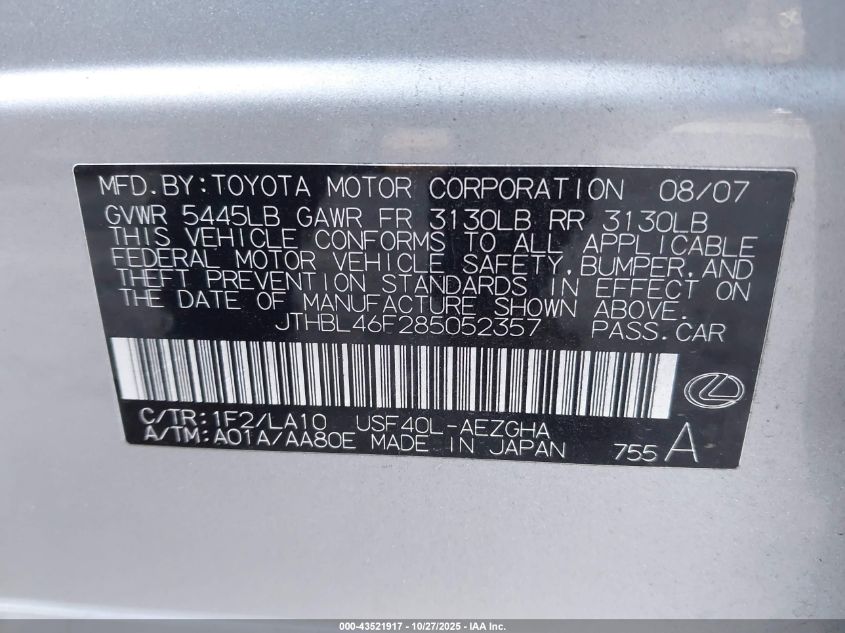 MFD.BY:TOYOTA MOTOR CORPORATION 08/07
GVWR 5445LB GAWR FR 3130LB RR 3130LB
THIS VEHICLE CONFORMS TO ALL APPLICABLE
FEDERAL MOTOR VEHICLE SAFETY,BUMPER,AND
THEFT PREVENTION STANDARDS IN EFFECT ON
THE DATE OF MANUFACTURE SHOWN ABOVE.
JTHBL46F285052357 PASS.CAR
C/TR:1F2/LA10 USF40L-AEZGHA
A/TM:A01A/AA80E MADE IN JAPAN 755A
000-43521917 - 10/27/2025 - IAA Inc.